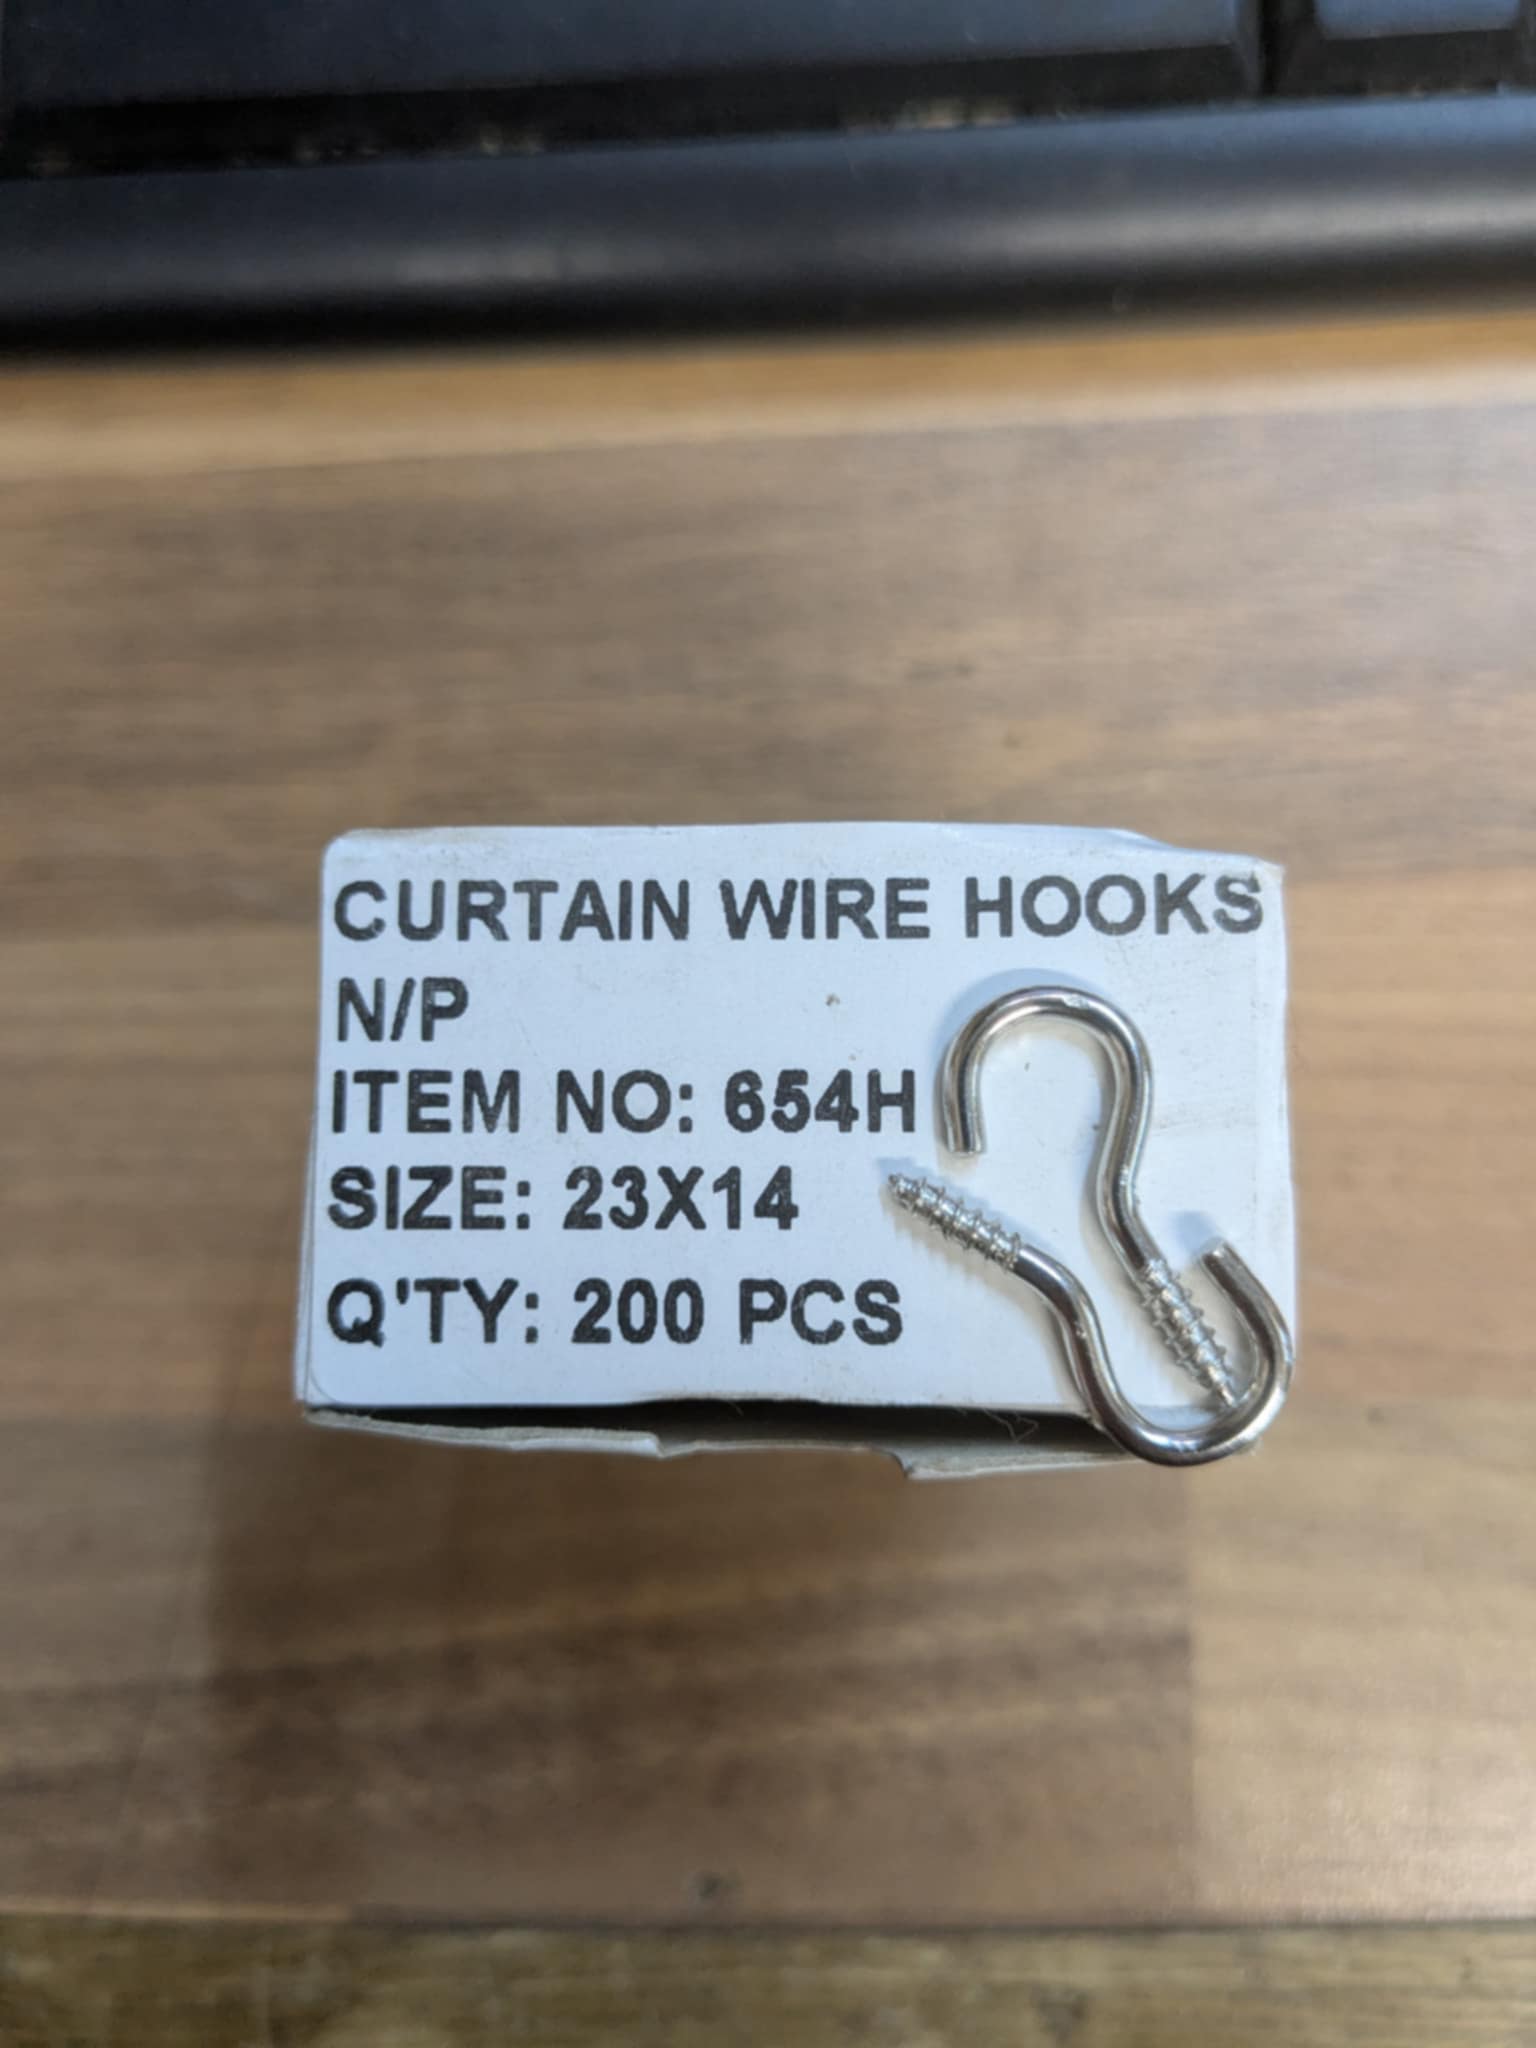 CURTAIN WIRE HOOKS
N/P
ITEM NO: 654H
SIZE: 23X14
Q'TY: 200 PCS